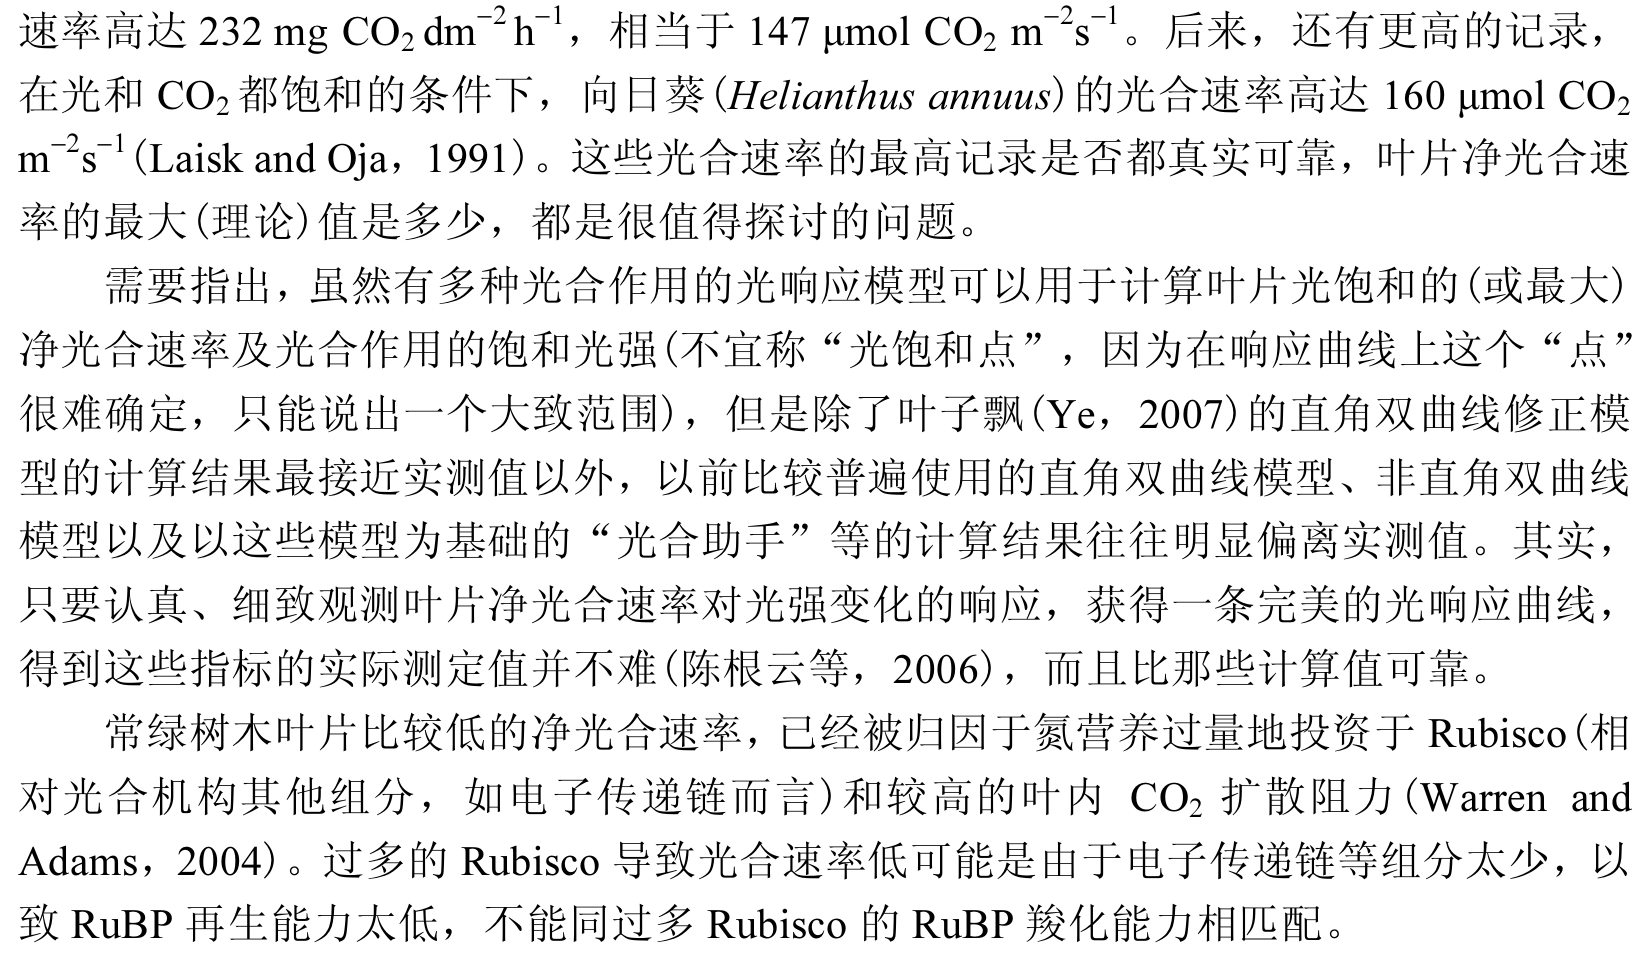 速率高达 232 mg CO₂ dm⁻² h⁻¹，相当于 147 μmol CO₂ m⁻²s⁻¹。后来，还有更高的记录，
在光和 CO₂ 都饱和的条件下，向日葵(Helianthus annuus)的光合速率高达 160 μmol CO₂
m⁻²s⁻¹(Laisk and Oja，1991)。这些光合速率的最高记录是否都真实可靠，叶片净光合速
率的最大(理论)值是多少，都是很值得探讨的问题。
需要指出，虽然有多种光合作用的光响应模型可以用于计算叶片光饱和的(或最大)
净光合速率及光合作用的饱和光强(不宜称“光饱和点”，因为在响应曲线上这个“点”
很难确定，只能说出一个大致范围)，但是除了叶子飘(Ye，2007)的直角双曲线修正模
型的计算结果最接近实测值以外，以前比较普遍使用的直角双曲线模型、非直角双曲线
模型以及以这些模型为基础的“光合助手”等的计算结果往往明显偏离实测值。其实，
只要认真、细致观测叶片净光合速率对光强变化的响应，获得一条完美的光响应曲线，
得到这些指标的实际测定值并不难(陈根云等，2006)，而且比那些计算值可靠。
常绿树木叶片比较低的净光合速率，已经被归因于氮营养过量地投资于 Rubisco(相
对光合机构其他组分，如电子传递链而言)和较高的叶内 CO₂ 扩散阻力(Warren and
Adams，2004)。过多的 Rubisco 导致光合速率低可能是由于电子传递链等组分太少，以
致 RuBP 再生能力太低，不能同过多 Rubisco 的 RuBP 羧化能力相匹配。